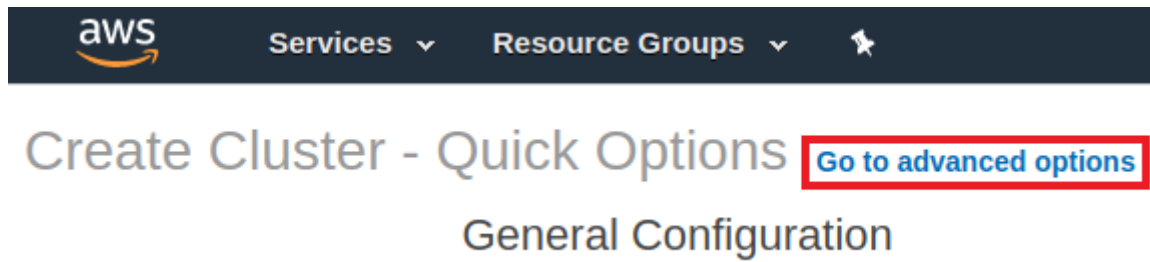 aws Services Resource Groups
Create Cluster - Quick Options Go to advanced options
General Configuration